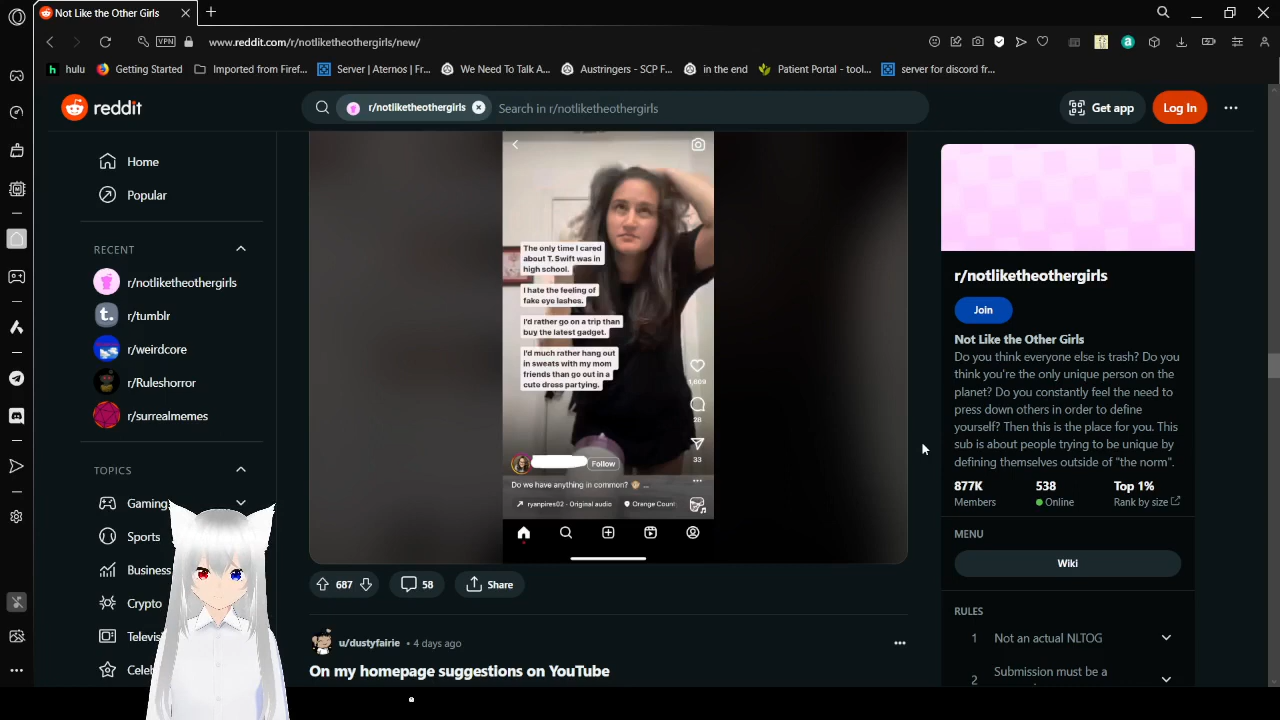 Not Like the Other Girls
VPN
www.reddit.com/r/notliketheothergirls/new/
hulu
Getting Started
Imported from Firef...
Server | Aternos | Fr...
We Need To Talk A...
Austringers - SCP F...
in the end
Patient Portal - tool...
server for discord fr...
reddit
r/notliketheothergirls
Search in r/notliketheothergirls
Get app
Log In
Home
Popular
RECENT
r/notliketheothergirls
r/tumblr
r/weirdcore
r/Ruleshorror
r/surrealmemes
TOPICS
Gaming
Sports
Business
Crypto
Televi
Celeb
The only time I cared
about T. Swift was in
high school.
I hate the feeling of
fake eye lashes.
I'd rather go on a trip than
buy the latest gadget.
I'd much rather hang out
in sweats with my mom
friends than go out in a
cute dress partying.
1,609
28
33
Follow
Do we have anything in common? 🙈 ...
ryanpires02 · Original audio
Orange Count
687
58
Share
u/dustyfairie • 4 days ago
On my homepage suggestions on YouTube
r/notliketheothergirls
Join
Not Like the Other Girls
Do you think everyone else is trash? Do you
think you're the only unique person on the
planet? Do you constantly feel the need to
press down others in order to define
yourself? Then this is the place for you. This
sub is about people trying to be unique by
defining themselves outside of "the norm".
877K
538
Top 1%
Members
Online
Rank by size
MENU
Wiki
RULES
1 Not an actual NLTOG
2 Submission must be a